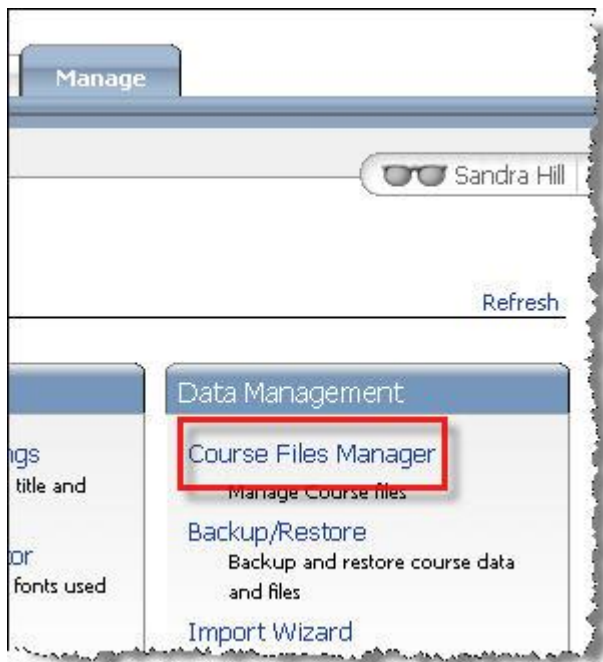 Manage
Sandra Hill
Refresh
ngs
title and
or
fonts used
Data Management
Course Files Manager
Manage Course files
Backup/Restore
Backup and restore course data
and files
Import Wizard